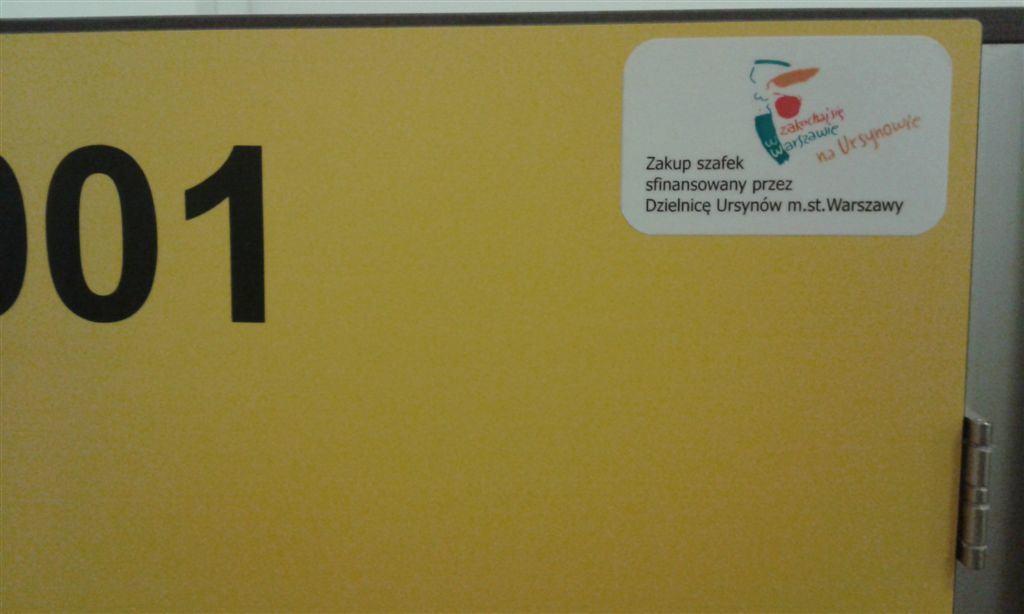 001
zakochaj się
w Warszawie
na Ursynowie
Zakup szafek
sfinansowany przez
Dzielnicę Ursynów m.st.Warszawy